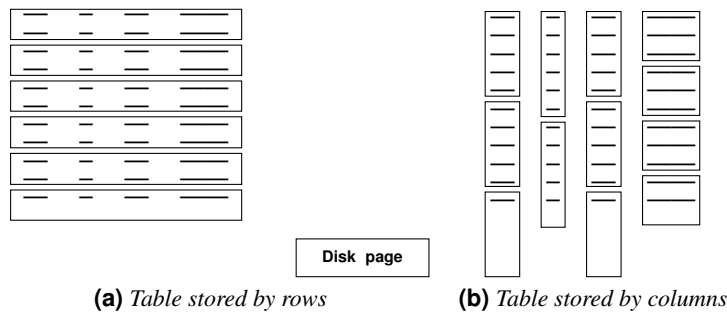 Disk page
(a) Table stored by rows
(b) Table stored by columns